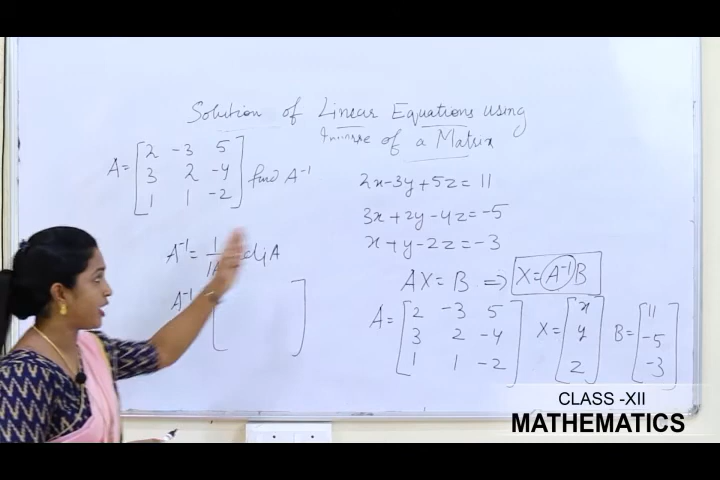 Solution of Linear Equations using
Inverse of a Matrix
A = [2 -3 5
3 2 -4
1 1 -2] find A⁻¹
2x-3y+5z = 11
3x+2y-4z = -5
x+y-2z = -3
A⁻¹ = 1/|A| adj A
A⁻¹ = [ ]
AX = B ⇒ X = A⁻¹B
A = [2 -3 5
3 2 -4
1 1 -2] X = [x
y
z] B = [11
-5
-3]
CLASS -XII
MATHEMATICS